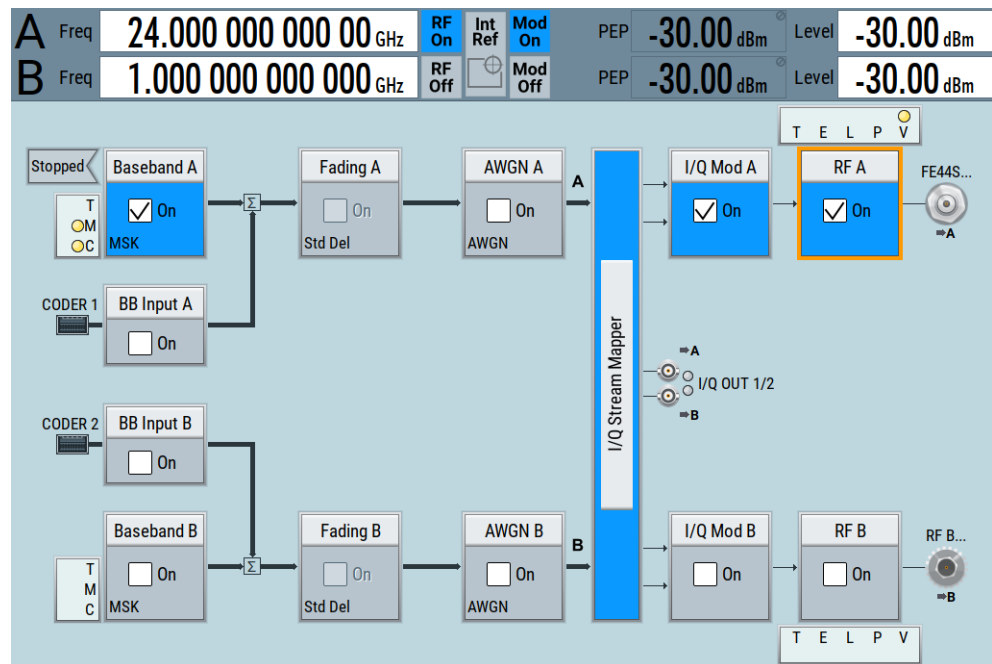 A Freq 24.000 000 000 00 GHz RF On Int Ref Mod On PEP -30.00 dBm Level -30.00 dBm
B Freq 1.000 000 000 000 GHz RF Off Mod Off PEP -30.00 dBm Level -30.00 dBm
T E L P V
Stopped Baseband A Fading A AWGN A I/Q Mod A RF A FE44S...
A
T
On On On On On
M
➡A
C MSK Std Del AWGN
CODER 1 BB Input A
Σ
On
I/Q Stream Mapper
➡A
I/Q OUT 1/2
➡B
CODER 2 BB Input B
On
Baseband B Fading B AWGN B I/Q Mod B RF B RF B...
B
T
Σ
On On On On On
M
➡B
C MSK Std Del AWGN
T E L P V